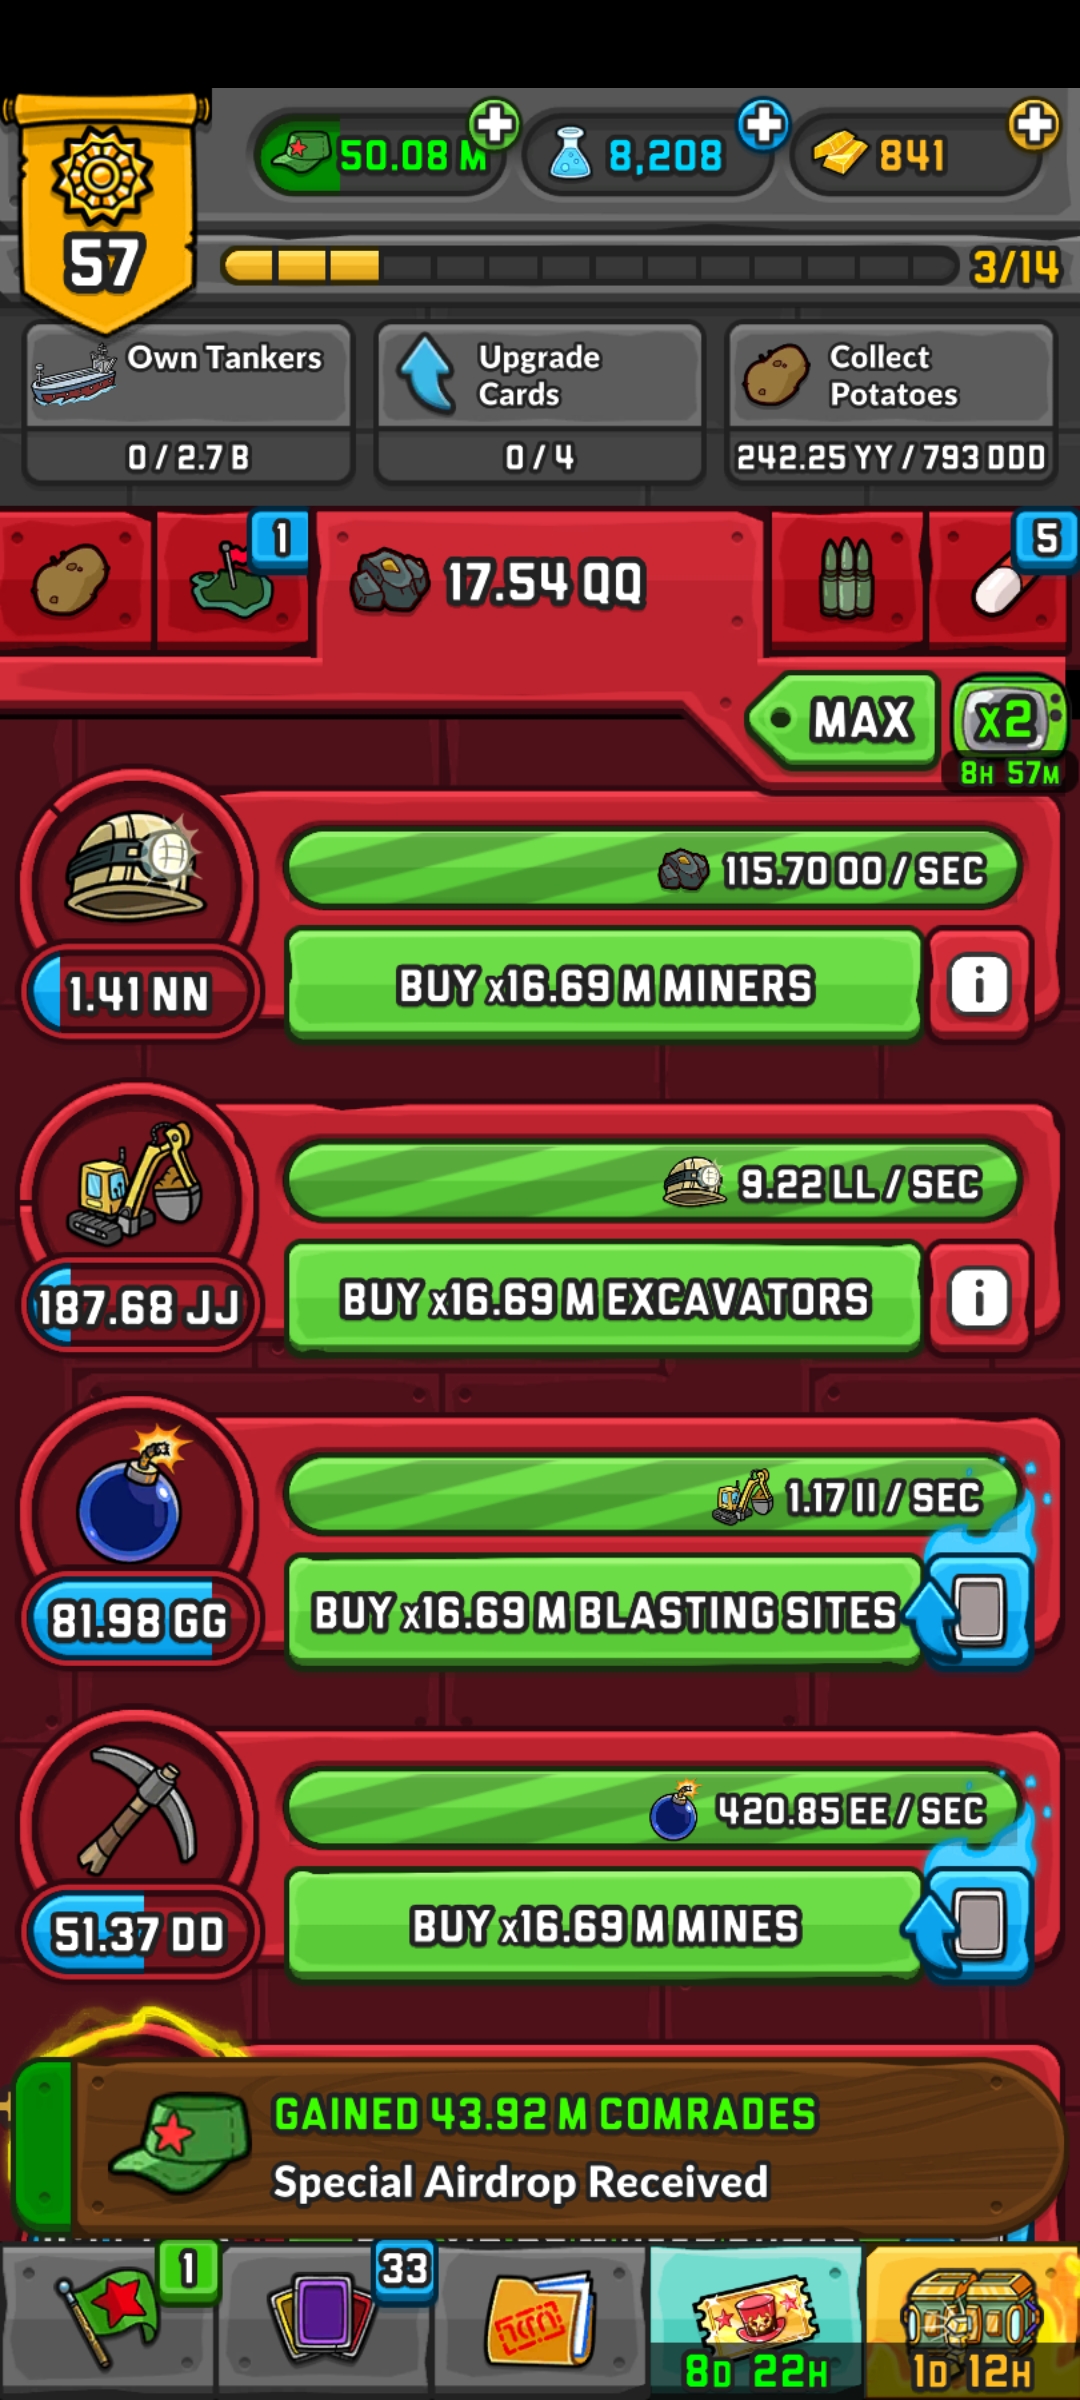 50.08 M
8,208
841
57
3/14
Own Tankers
0 / 2.7 B
Upgrade
Cards
0 / 4
Collect
Potatoes
242.25 YY / 793 DDD
1
17.54 QQ
5
MAX
x2
8H 57M
115.70 OO / SEC
1.41 NN
BUY x16.69 M MINERS
i
9.22 LL / SEC
187.68 JJ
BUY x16.69 M EXCAVATORS
i
1.17 II / SEC
81.98 GG
BUY x16.69 M BLASTING SITES
420.85 EE / SEC
51.37 DD
BUY x16.69 M MINES
GAINED 43.92 M COMRADES
Special Airdrop Received
1
33
8D 22H
1D 12H